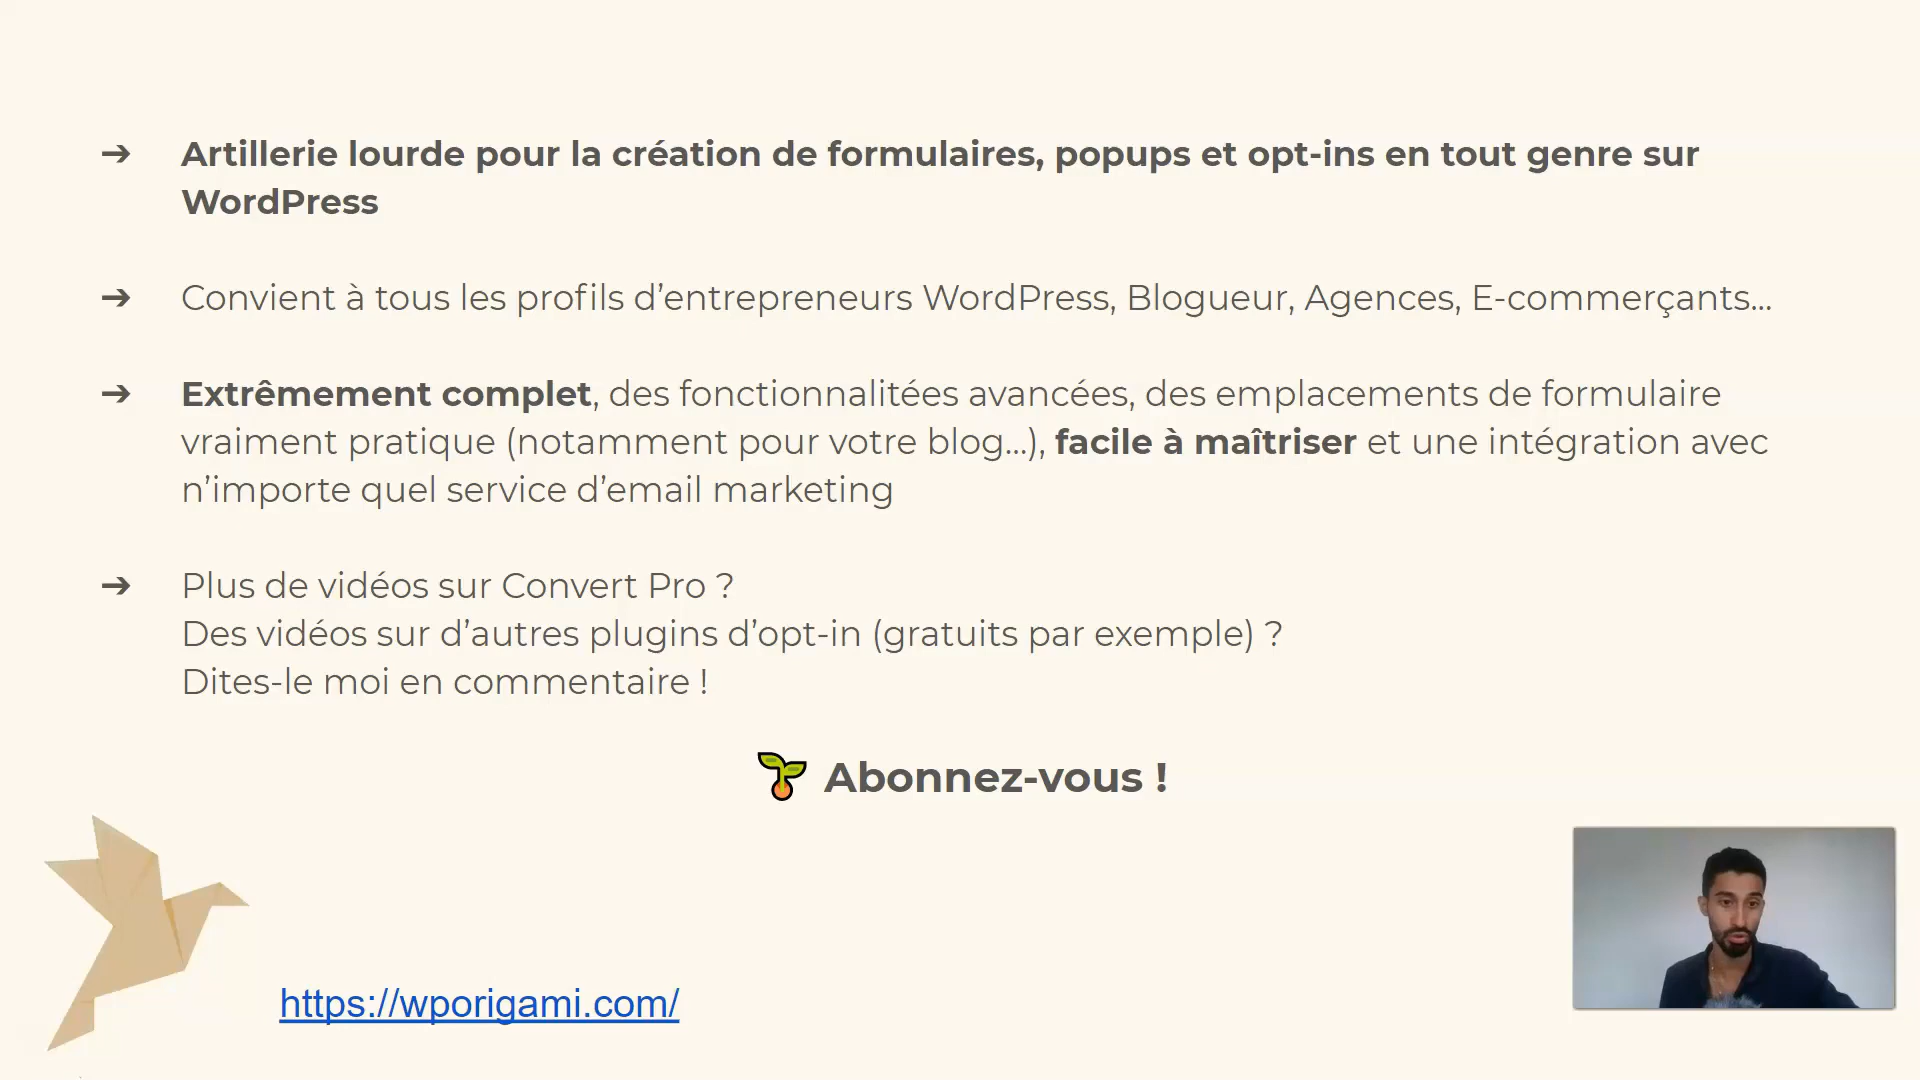 ➔ Artillerie lourde pour la création de formulaires, popups et opt-ins en tout genre sur
WordPress
➔ Convient à tous les profils d’entrepreneurs WordPress, Blogueur, Agences, E-commerçants...
➔ Extrêmement complet, des fonctionnalitées avancées, des emplacements de formulaire
vraiment pratique (notamment pour votre blog...), facile à maîtriser et une intégration avec
n’importe quel service d’email marketing
➔ Plus de vidéos sur Convert Pro ?
Des vidéos sur d’autres plugins d’opt-in (gratuits par exemple) ?
Dites-le moi en commentaire !
Abonnez-vous !
https://wporigami.com/